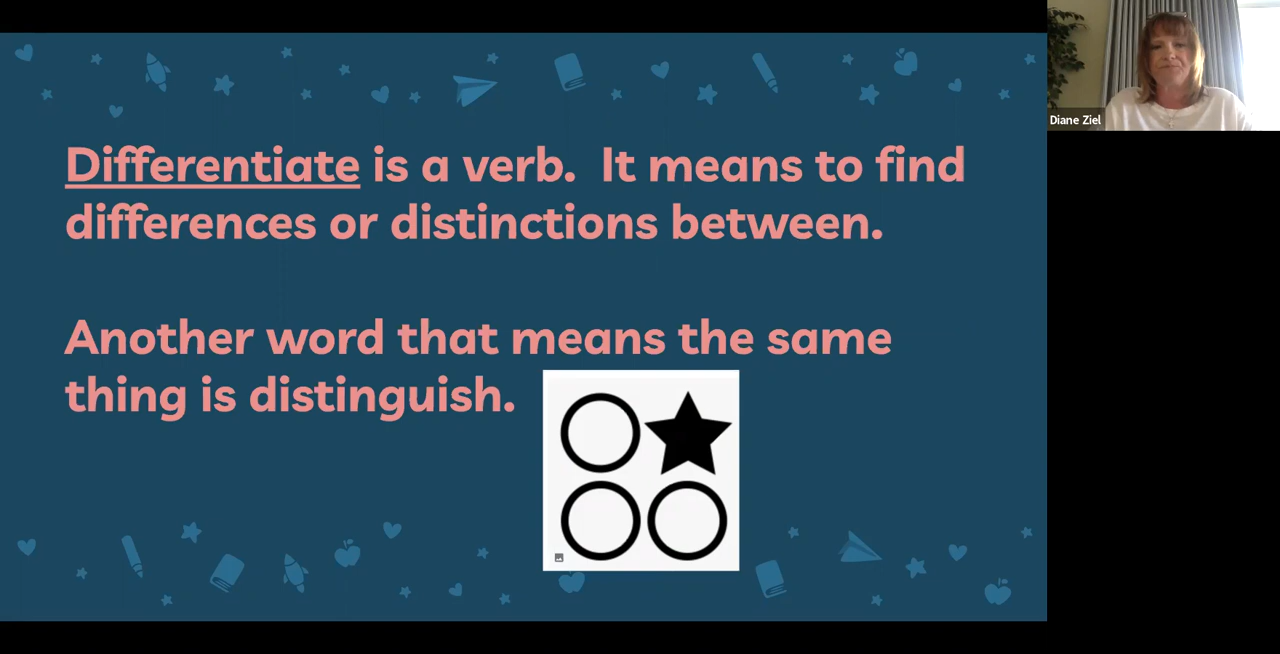 Differentiate is a verb.  It means to find
differences or distinctions between.
Another word that means the same
thing is distinguish.
Diane Ziel